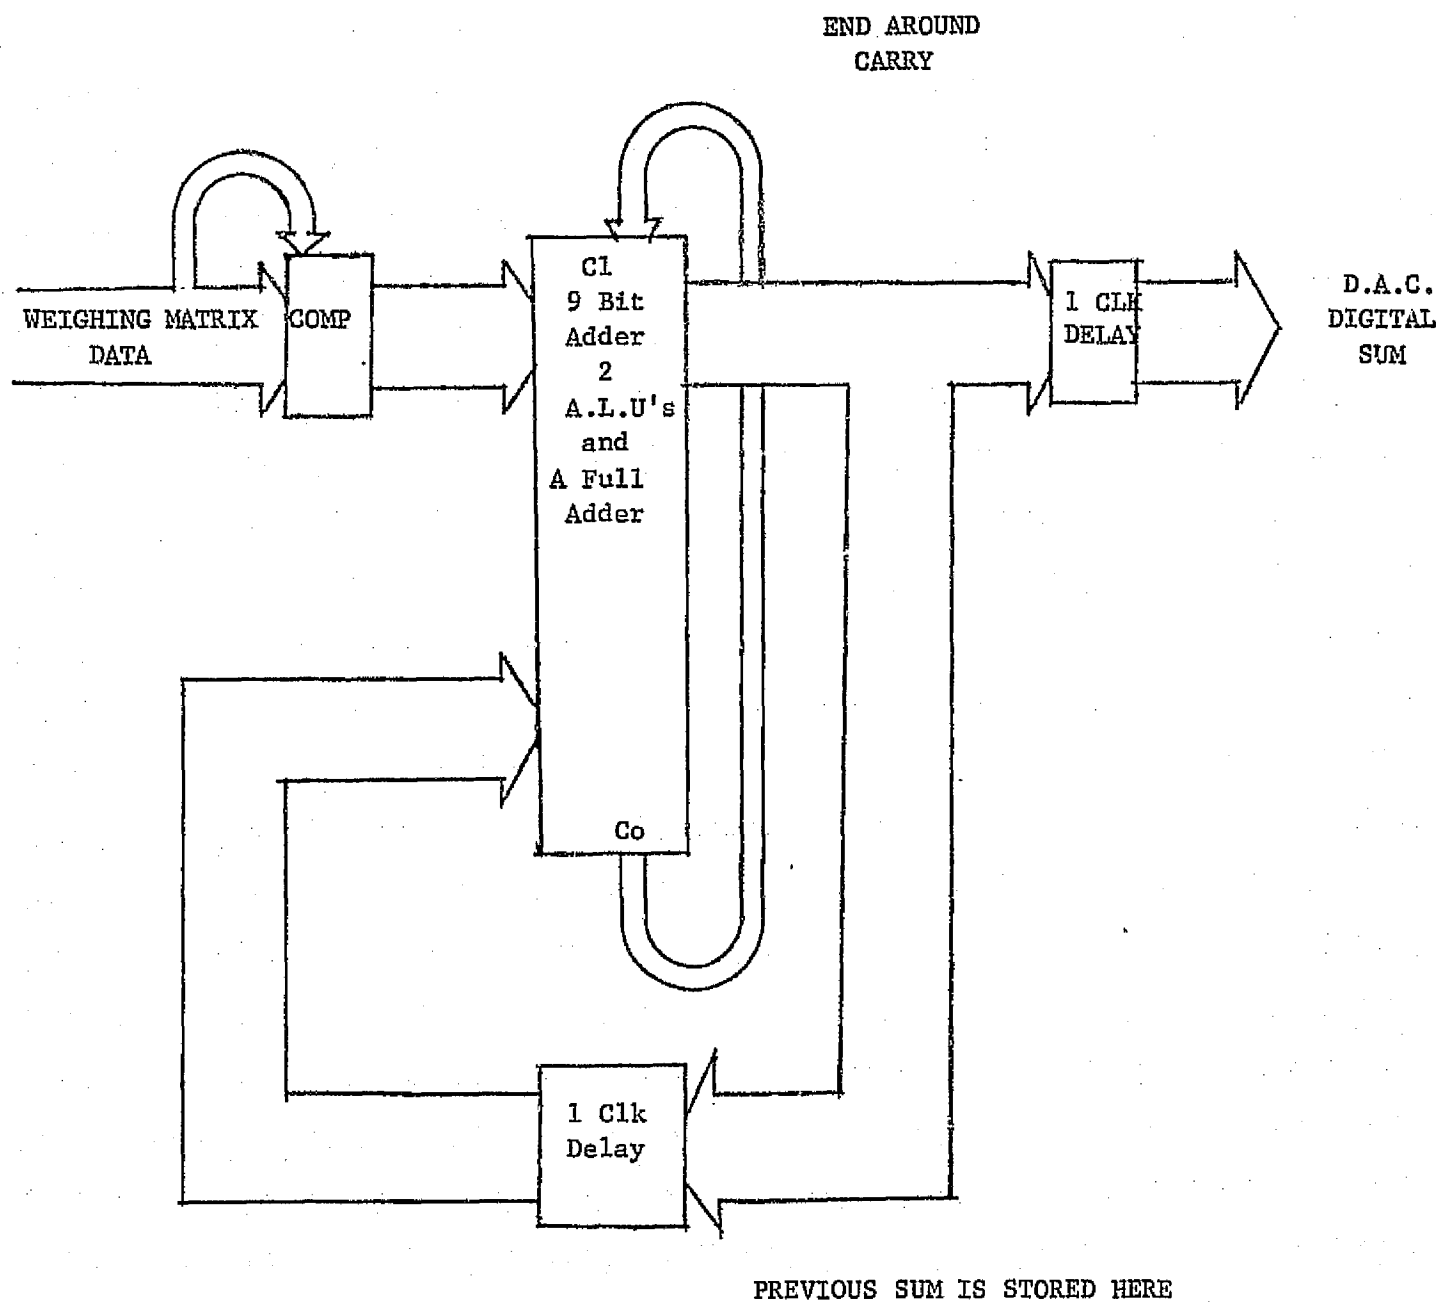 END AROUND
CARRY
WEIGHING MATRIX
DATA
COMP
Cl
9 Bit
Adder
2
A.L.U's
and
A Full
Adder
Co
1 CLK
DELAY
D.A.C.
DIGITAL
SUM
1 Clk
Delay
PREVIOUS SUM IS STORED HERE